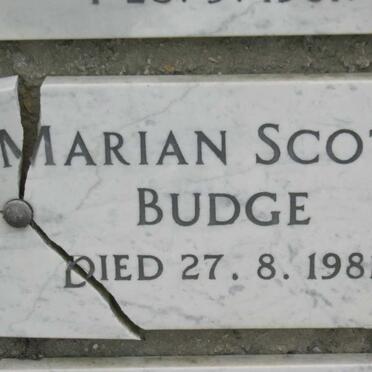 MARIAN SCOT
BUDGE
DIED 27. 8. 198